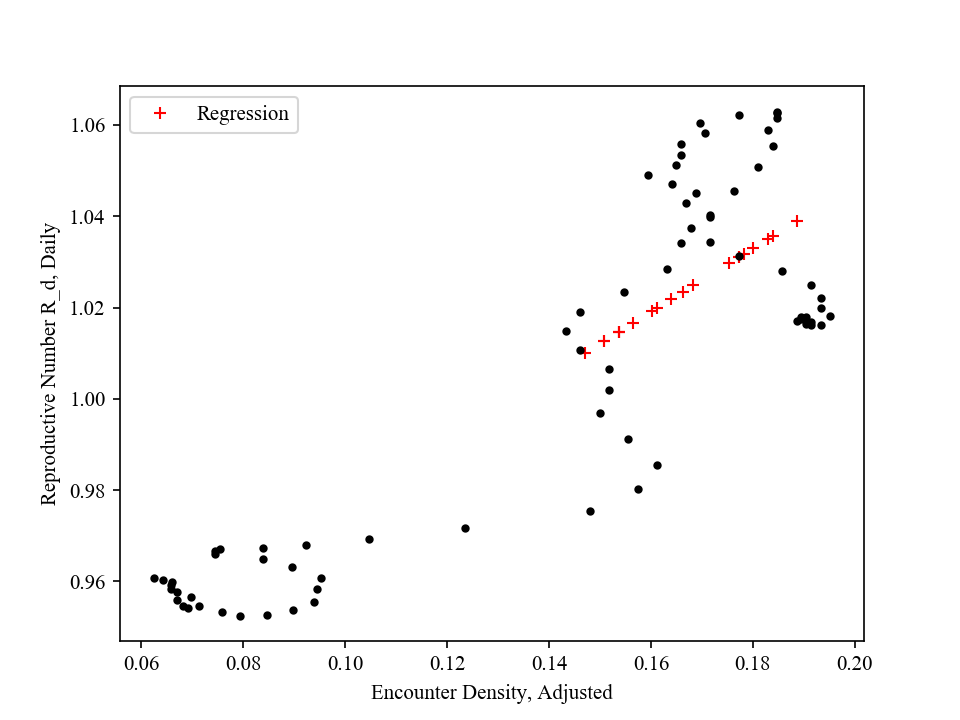 Regression
1.06
1.04
1.02
1.00
0.98
0.96
Reproductive Number R_d, Daily
0.06 0.08 0.10 0.12 0.14 0.16 0.18 0.20
Encounter Density, Adjusted